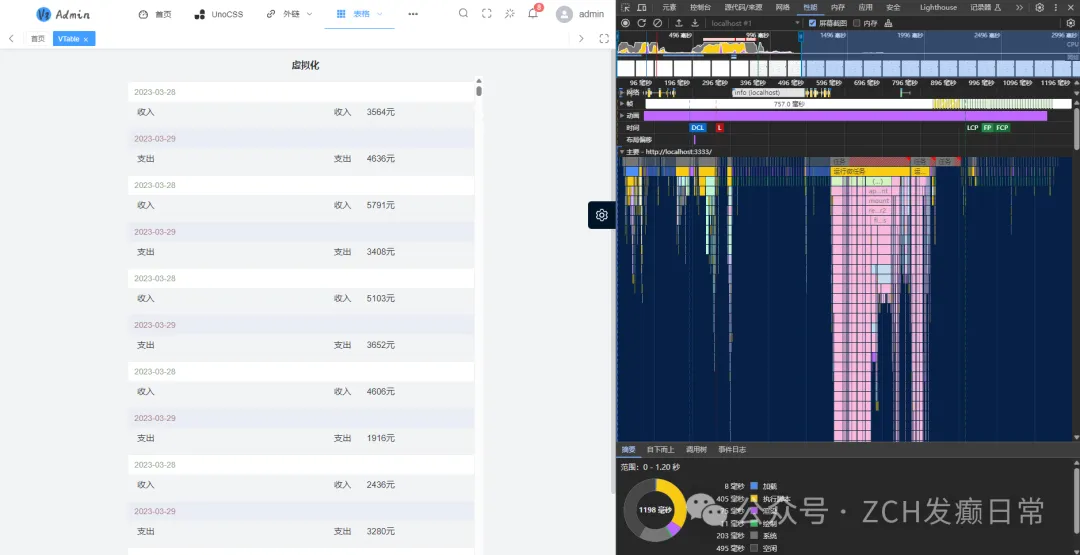 V3 Admin
首页
UnoCSS
外链
表格
8
admin
首页
VTable ×
虚拟化
2023-03-28
收入 收入 3564元
2023-03-29
支出 支出 4636元
2023-03-28
收入 收入 5791元
2023-03-29
支出 支出 3408元
2023-03-28
收入 收入 5103元
2023-03-29
支出 支出 3652元
2023-03-28
收入 收入 4606元
2023-03-29
支出 支出 1916元
2023-03-28
收入 收入 2436元
2023-03-29
支出 支出 3280元
元素 控制台 源代码/来源 网络 性能 内存 应用 安全 Lighthouse 记录器
localhost #1 屏幕截图 内存
496 毫秒 996 毫秒 1496 毫秒 1996 毫秒 2496 毫秒 2996 毫秒
CPU
96 毫秒 196 毫秒 296 毫秒 396 毫秒 496 毫秒 596 毫秒 696 毫秒 796 毫秒 896 毫秒 996 毫秒 1096 毫秒 1196 毫秒
网络 info (localhost)
帧 757.0 毫秒
动画
时间 DCL L LCP FP FCP
布局偏移
主要 - http://localhost:3333/
任务 任务 任务
运行微任务 运...
(...)
ap...nt
mount
re...r2
摘要 自下而上 调用树 事件日志
范围：0 - 1.20 秒
1198 毫秒
8 毫秒 加载
405 毫秒 执行脚本
203 毫秒 系统
495 毫秒 空闲
公众号 · ZCH发癫日常